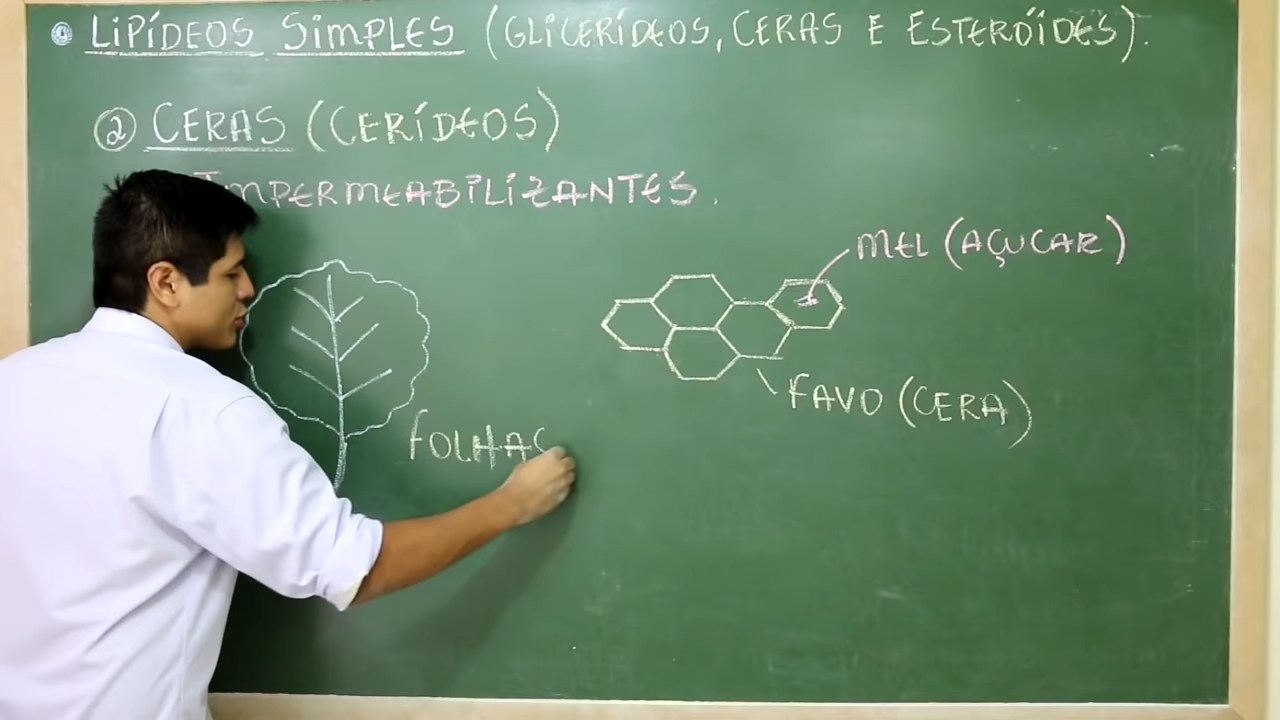 LIPÍDEOS SIMPLES (GLICERÍDEOS, CERAS E ESTERÓIDES).
2 CERAS (CERÍDEOS)
IMPERMEABILIZANTES.
MEL (AÇUCAR)
FAVO (CERA)
FOLHAS